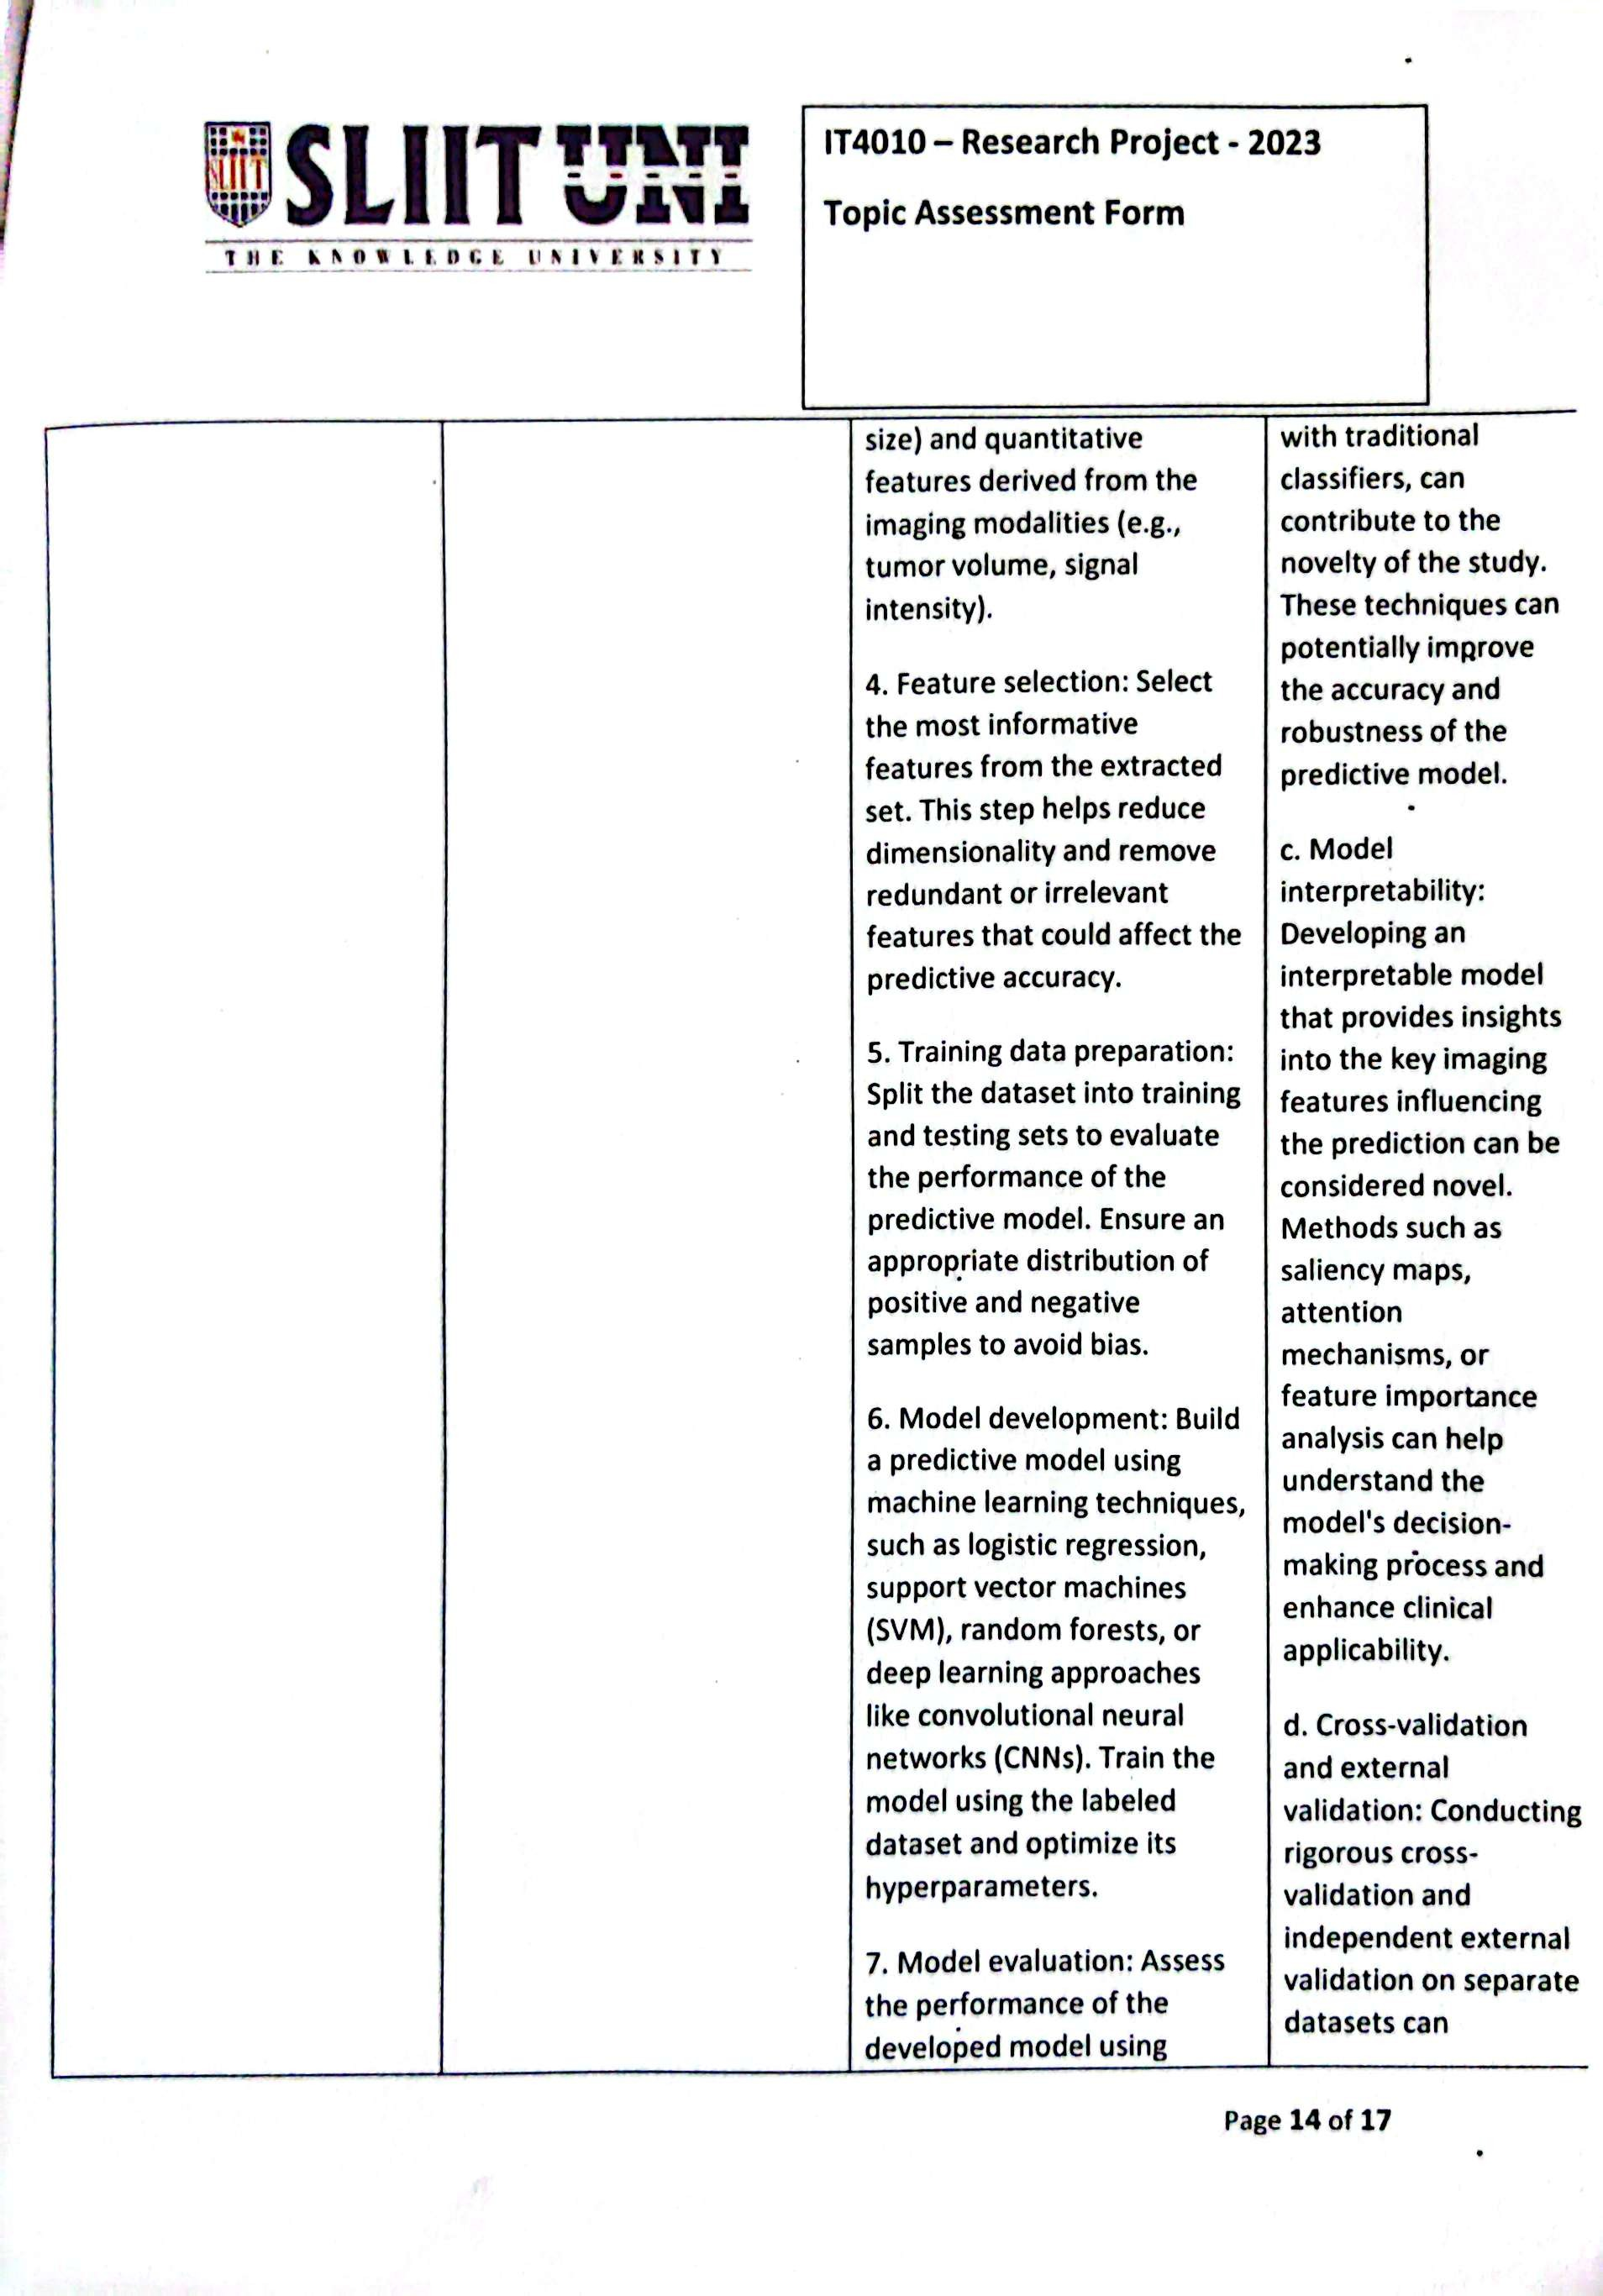 SLIIT
SLIIT UNI
THE KNOWLEDGE UNIVERSITY
IT4010 – Research Project - 2023
Topic Assessment Form
size) and quantitative
features derived from the
imaging modalities (e.g.,
tumor volume, signal
intensity).
4. Feature selection: Select
the most informative
features from the extracted
set. This step helps reduce
dimensionality and remove
redundant or irrelevant
features that could affect the
predictive accuracy.
5. Training data preparation:
Split the dataset into training
and testing sets to evaluate
the performance of the
predictive model. Ensure an
appropriate distribution of
positive and negative
samples to avoid bias.
6. Model development: Build
a predictive model using
machine learning techniques,
such as logistic regression,
support vector machines
(SVM), random forests, or
deep learning approaches
like convolutional neural
networks (CNNs). Train the
model using the labeled
dataset and optimize its
hyperparameters.
7. Model evaluation: Assess
the performance of the
developed model using
with traditional
classifiers, can
contribute to the
novelty of the study.
These techniques can
potentially improve
the accuracy and
robustness of the
predictive model.
c. Model
interpretability:
Developing an
interpretable model
that provides insights
into the key imaging
features influencing
the prediction can be
considered novel.
Methods such as
saliency maps,
attention
mechanisms, or
feature importance
analysis can help
understand the
model's decision-
making process and
enhance clinical
applicability.
d. Cross-validation
and external
validation: Conducting
rigorous cross-
validation and
independent external
validation on separate
datasets can
Page 14 of 17